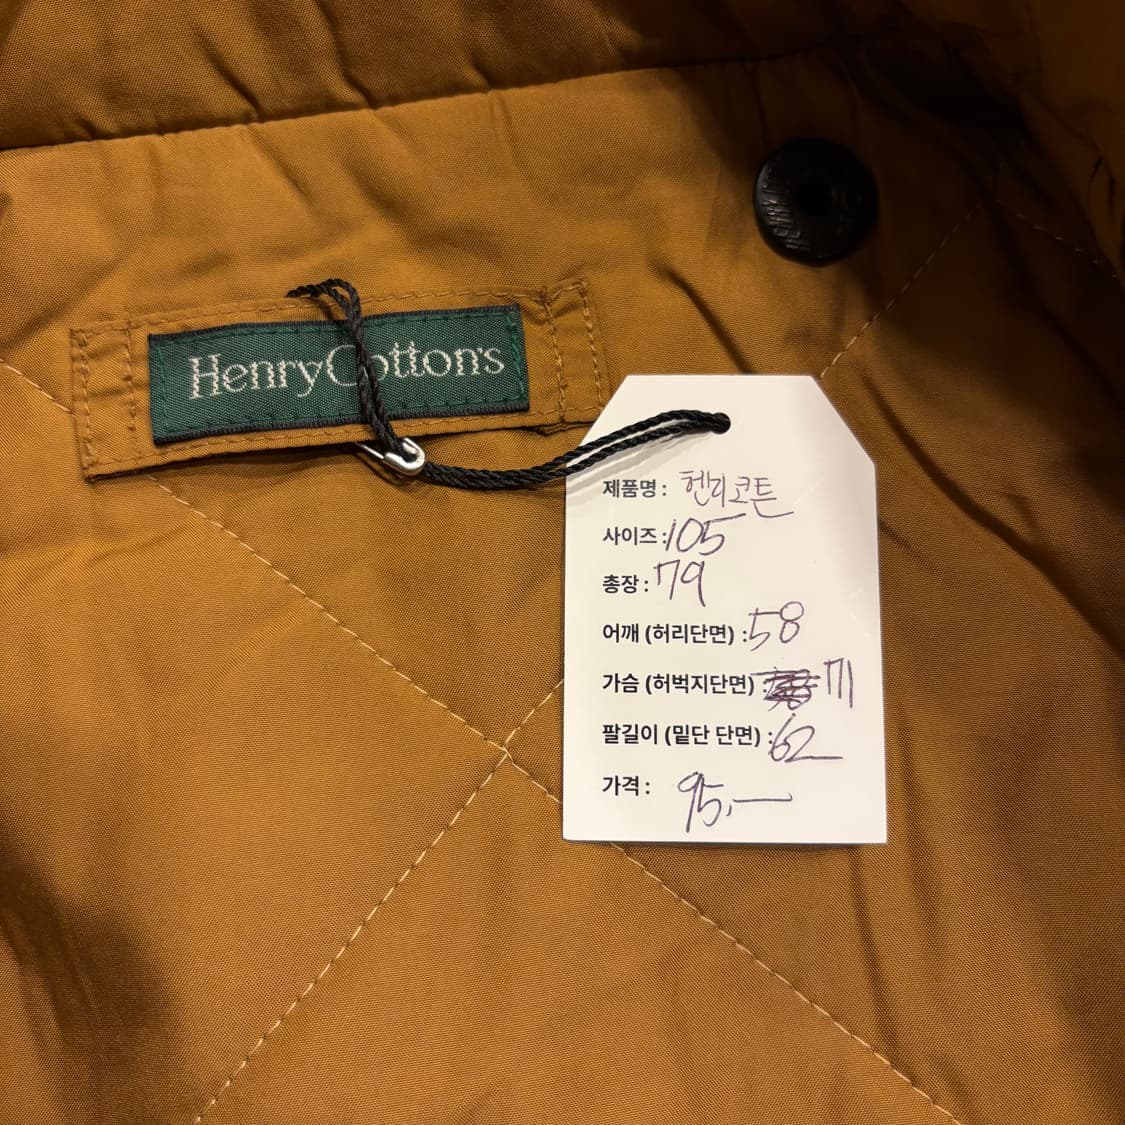 Henry Cotton's
제품명 : 헨리코튼
사이즈 : 105
총장 : 79
어깨 (허리단면) : 58
가슴 (허벅지단면) : 71
팔길이 (밑단 단면) : 62
가격 : 95,—